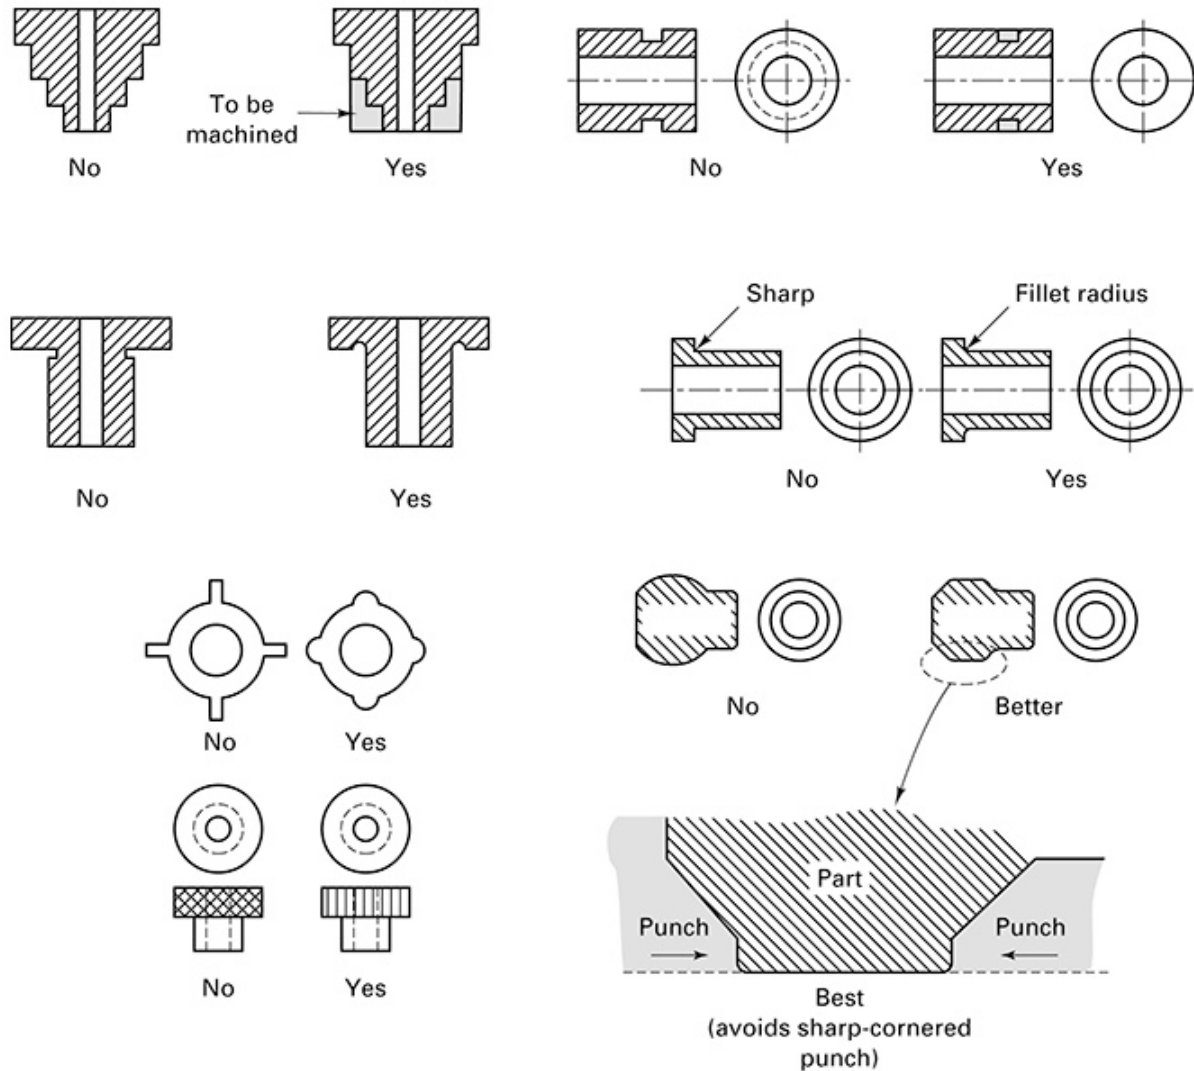 To be
machined
No
Yes
No
Yes
No
Yes
Sharp
Fillet radius
No
Yes
No
Yes
No
Yes
No
Better
Part
Punch
Punch
Best
(avoids sharp-cornered
punch)